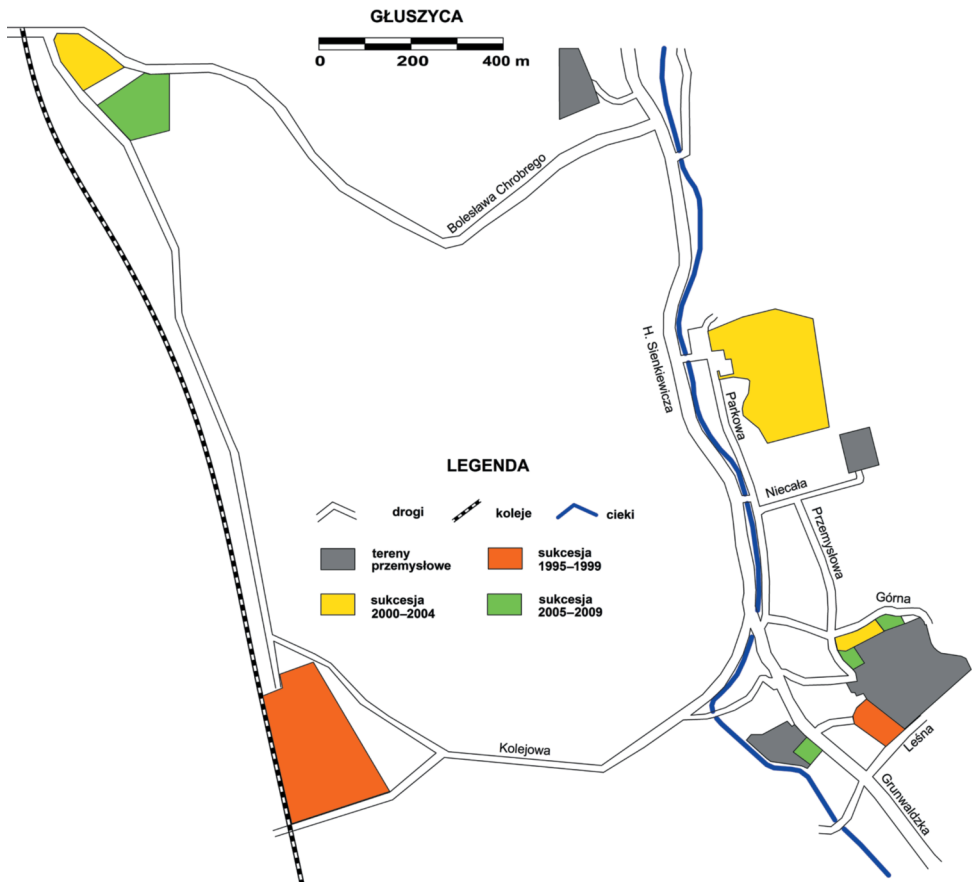 GŁUSZYCA
0 200 400 m
Bolesława Chrobrego
H. Sienkiewicza
Parkowa
Niecała
Przemysłowa
Górna
Leśna
Grunwaldzka
Kolejowa
LEGENDA
drogi
koleje
cieki
tereny
przemysłowe
sukcesja
1995–1999
sukcesja
2000–2004
sukcesja
2005–2009